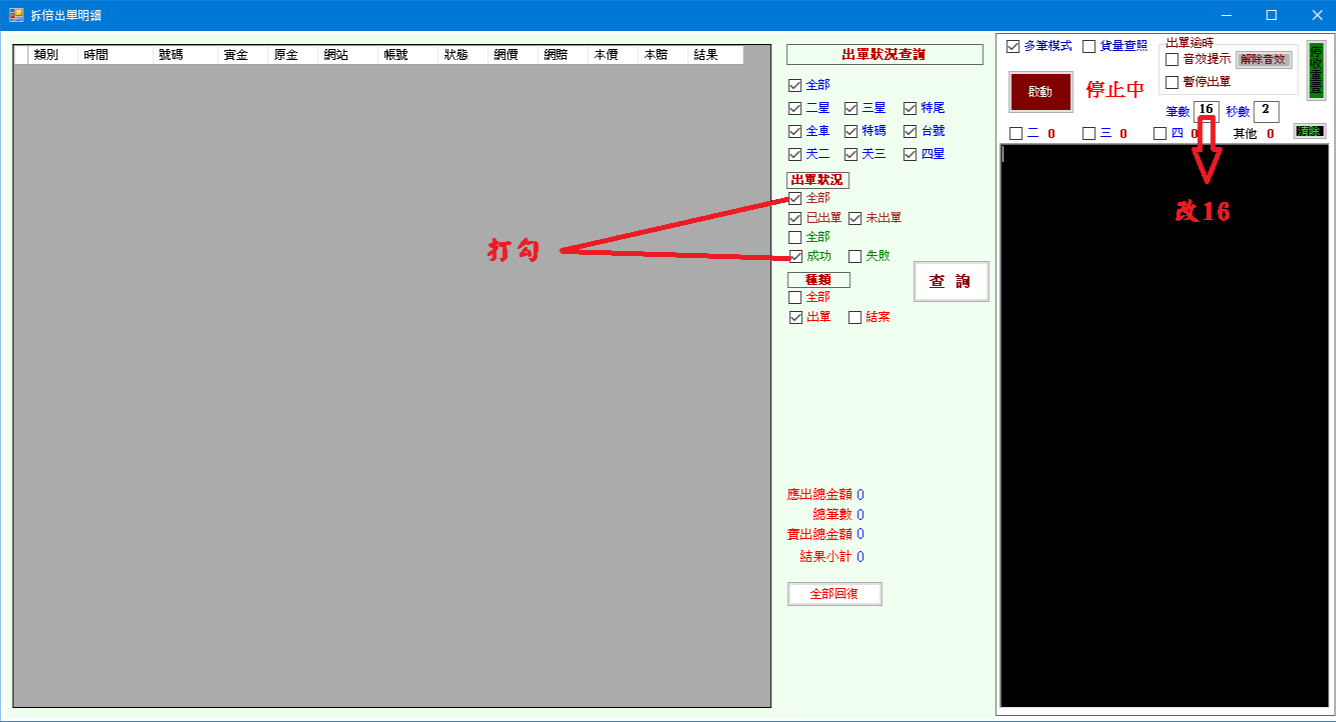 拆倍出單明細
類別 時間 號碼 實金 原金 網站 帳號 狀態 網價 網賠 本價 本賠 結果
出單狀況查詢
全部
二星 三星 特尾
全車 特碼 台號
天二 天三 四星
出單狀況
全部
已出單 未出單
全部
成功 失敗
種類
全部
出單 結案
查 詢
打勾
應出總金額 0
總筆數 0
實出總金額 0
結果小計 0
全部回復
多筆模式 貨量查照
出單逾時
音效提示 解除音效
暫停出單
停收重置
啟動 停止中
筆數 16 秒數 2
二 0 三 0 四 0 其他 0 清除
改16